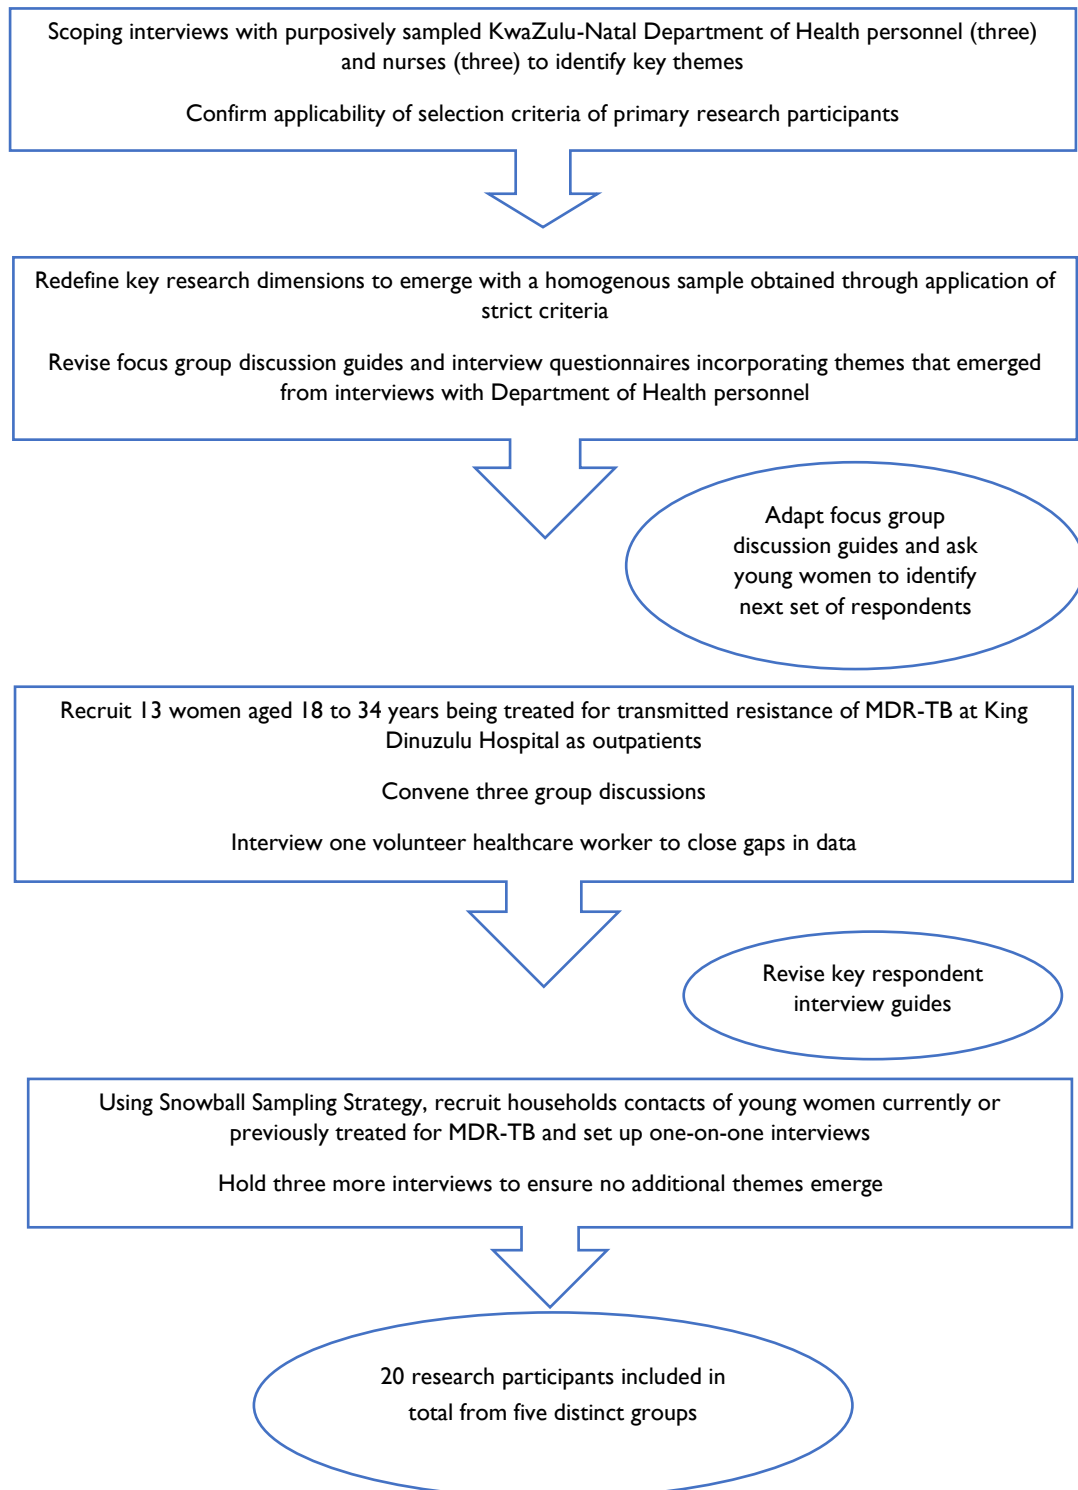 Scoping interviews with purposively sampled KwaZulu-Natal Department of Health personnel (three)
and nurses (three) to identify key themes
Confirm applicability of selection criteria of primary research participants
Redefine key research dimensions to emerge with a homogenous sample obtained through application of
strict criteria
Revise focus group discussion guides and interview questionnaires incorporating themes that emerged
from interviews with Department of Health personnel
Adapt focus group
discussion guides and ask
young women to identify
next set of respondents
Recruit 13 women aged 18 to 34 years being treated for transmitted resistance of MDR-TB at King
Dinuzulu Hospital as outpatients
Convene three group discussions
Interview one volunteer healthcare worker to close gaps in data
Revise key respondent
interview guides
Using Snowball Sampling Strategy, recruit households contacts of young women currently or
previously treated for MDR-TB and set up one-on-one interviews
Hold three more interviews to ensure no additional themes emerge
20 research participants included in
total from five distinct groups